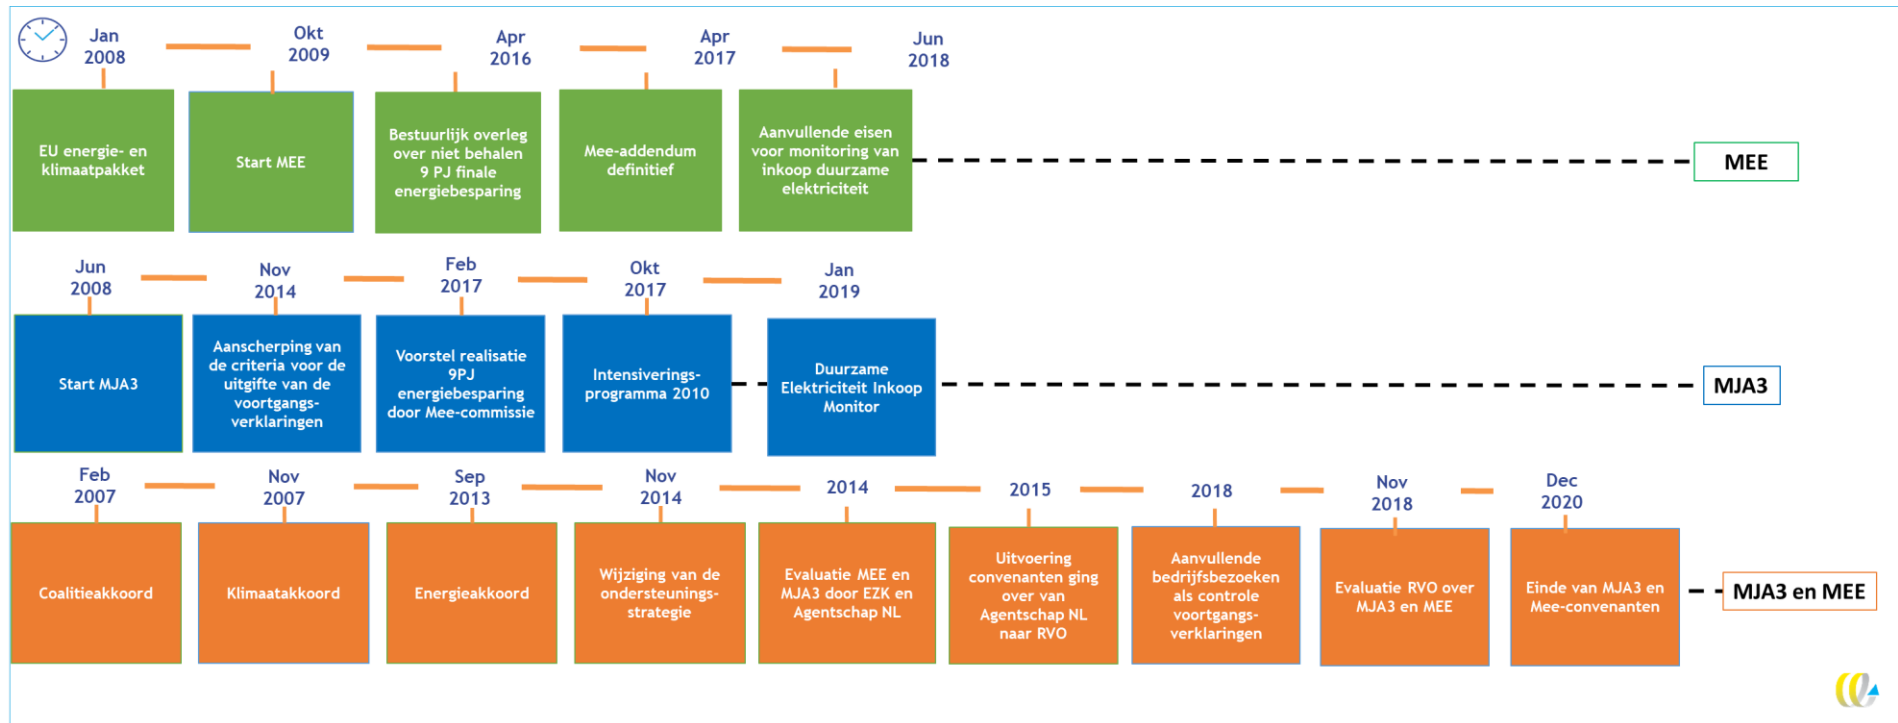 Jan
2008
Okt
2009
Apr
2016
Apr
2017
Jun
2018
EU energie- en
klimaatpakket
Start MEE
Bestuurlijk overleg
over niet behalen
9 PJ finale
energiebesparing
Mee-addendum
definitief
Aanvullende eisen
voor monitoring van
inkoop duurzame
elektriciteit
MEE
Jun
2008
Nov
2014
Feb
2017
Okt
2017
Jan
2019
Start MJA3
Aanscherping van
de criteria voor de
uitgifte van de
voortgangs-
verklaringen
Voorstel realisatie
9PJ
energiebesparing
door Mee-commissie
Intensiverings-
programma 2010
Duurzame
Elektriciteit Inkoop
Monitor
MJA3
Feb
2007
Nov
2007
Sep
2013
Nov
2014
2014
2015
2018
Nov
2018
Dec
2020
Coalitieakkoord
Klimaatakkoord
Energieakkoord
Wijziging van de
ondersteunings-
strategie
Evaluatie MEE en
MJA3 door EZK en
Agentschap NL
Uitvoering
convenanten ging
over van
Agentschap NL
naar RVO
Aanvullende
bedrijfsbezoeken
als controle
voortgangs-
verklaringen
Evaluatie RVO over
MJA3 en MEE
Einde van MJA3 en
Mee-convenanten
MJA3 en MEE